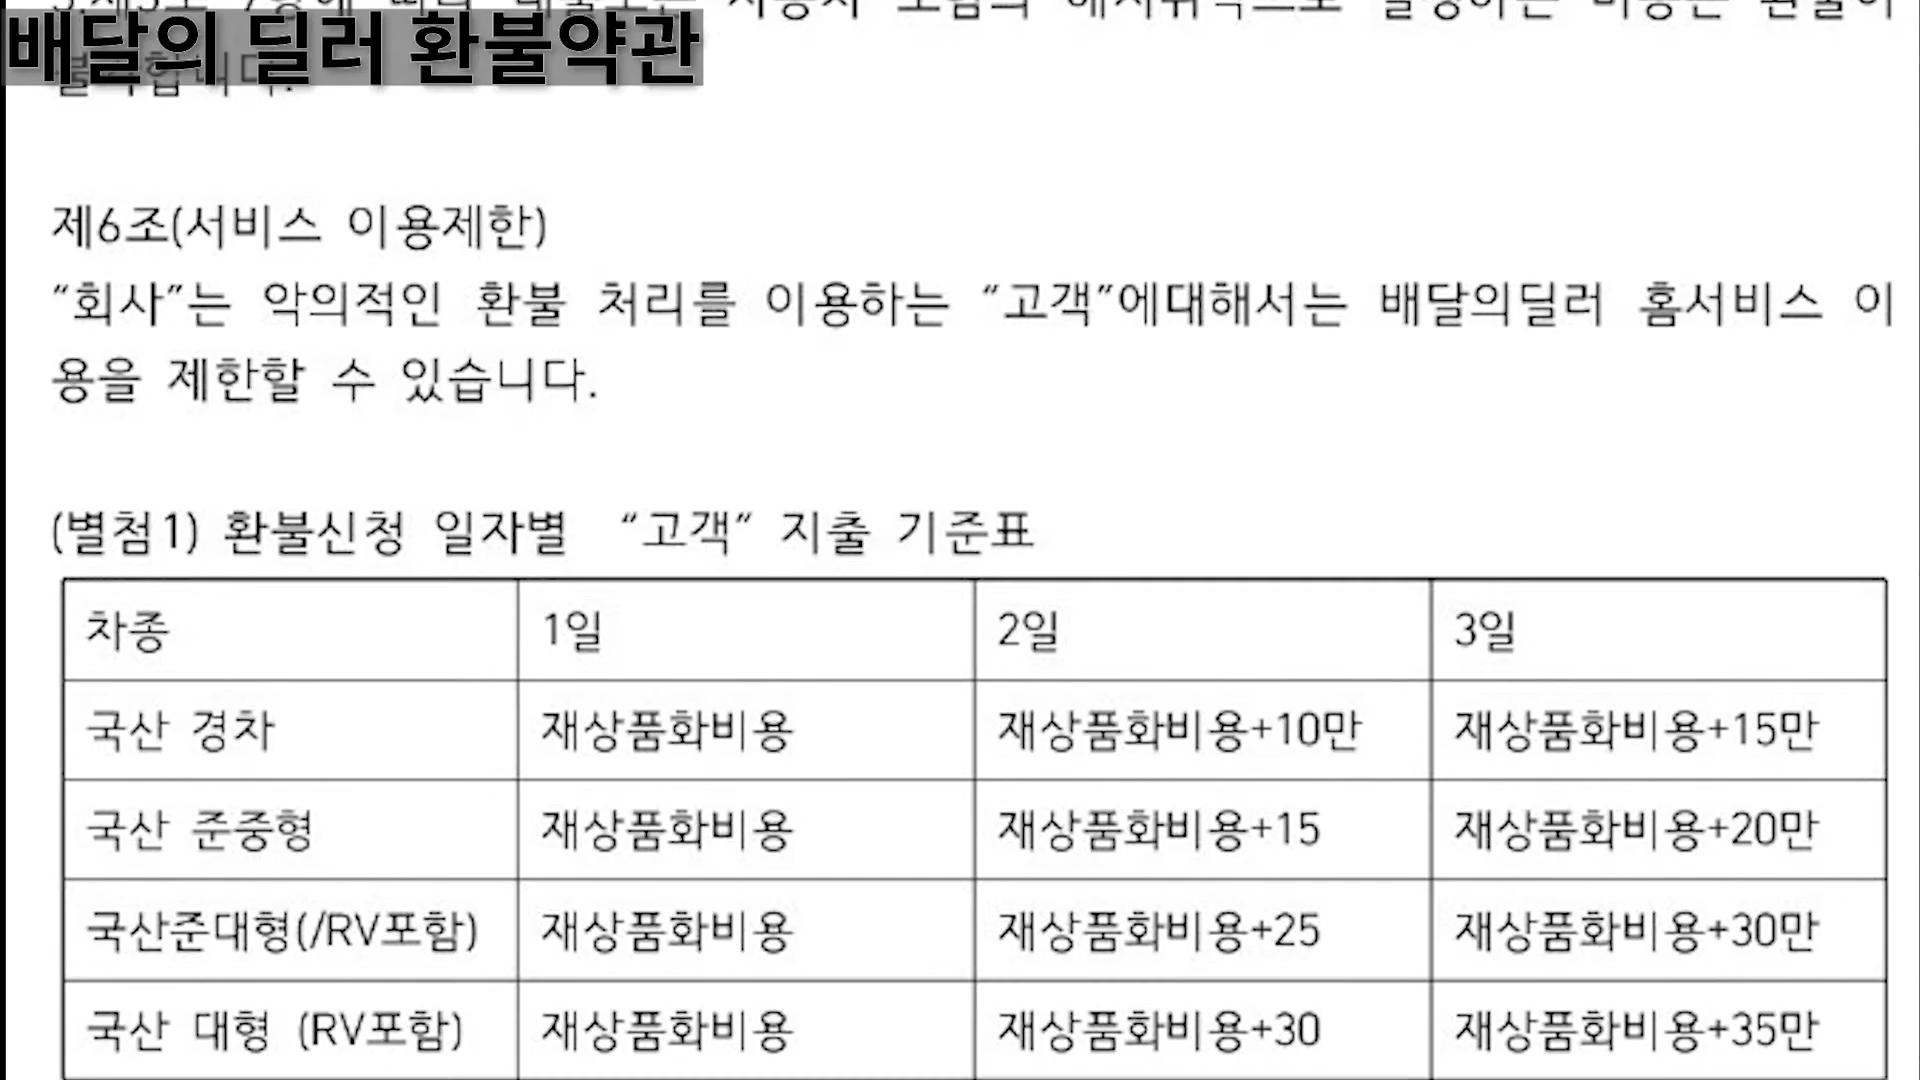 배달의 딜러 환불약관
제6조(서비스 이용제한)
“회사”는 악의적인 환불 처리를 이용하는 “고객”에대해서는 배달의딜러 홈서비스 이
용을 제한할 수 있습니다.
(별첨1) 환불신청 일자별 “고객” 지출 기준표
차종 1일 2일 3일
국산 경차 재상품화비용 재상품화비용+10만 재상품화비용+15만
국산 준중형 재상품화비용 재상품화비용+15 재상품화비용+20만
국산준대형(/RV포함) 재상품화비용 재상품화비용+25 재상품화비용+30만
국산 대형 (RV포함) 재상품화비용 재상품화비용+30 재상품화비용+35만